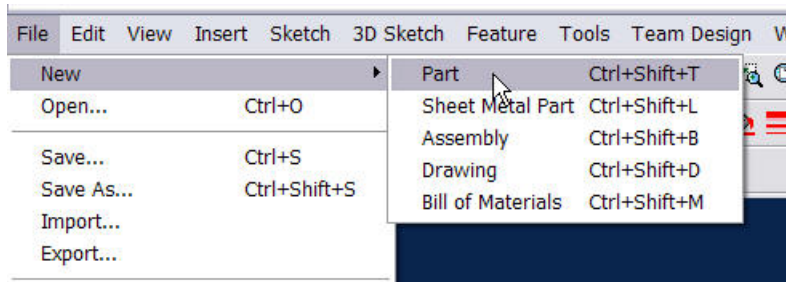 File Edit View Insert Sketch 3D Sketch Feature Tools Team Design
New
Open... Ctrl+O
Save... Ctrl+S
Save As... Ctrl+Shift+S
Import...
Export...
Part Ctrl+Shift+T
Sheet Metal Part Ctrl+Shift+L
Assembly Ctrl+Shift+B
Drawing Ctrl+Shift+D
Bill of Materials Ctrl+Shift+M